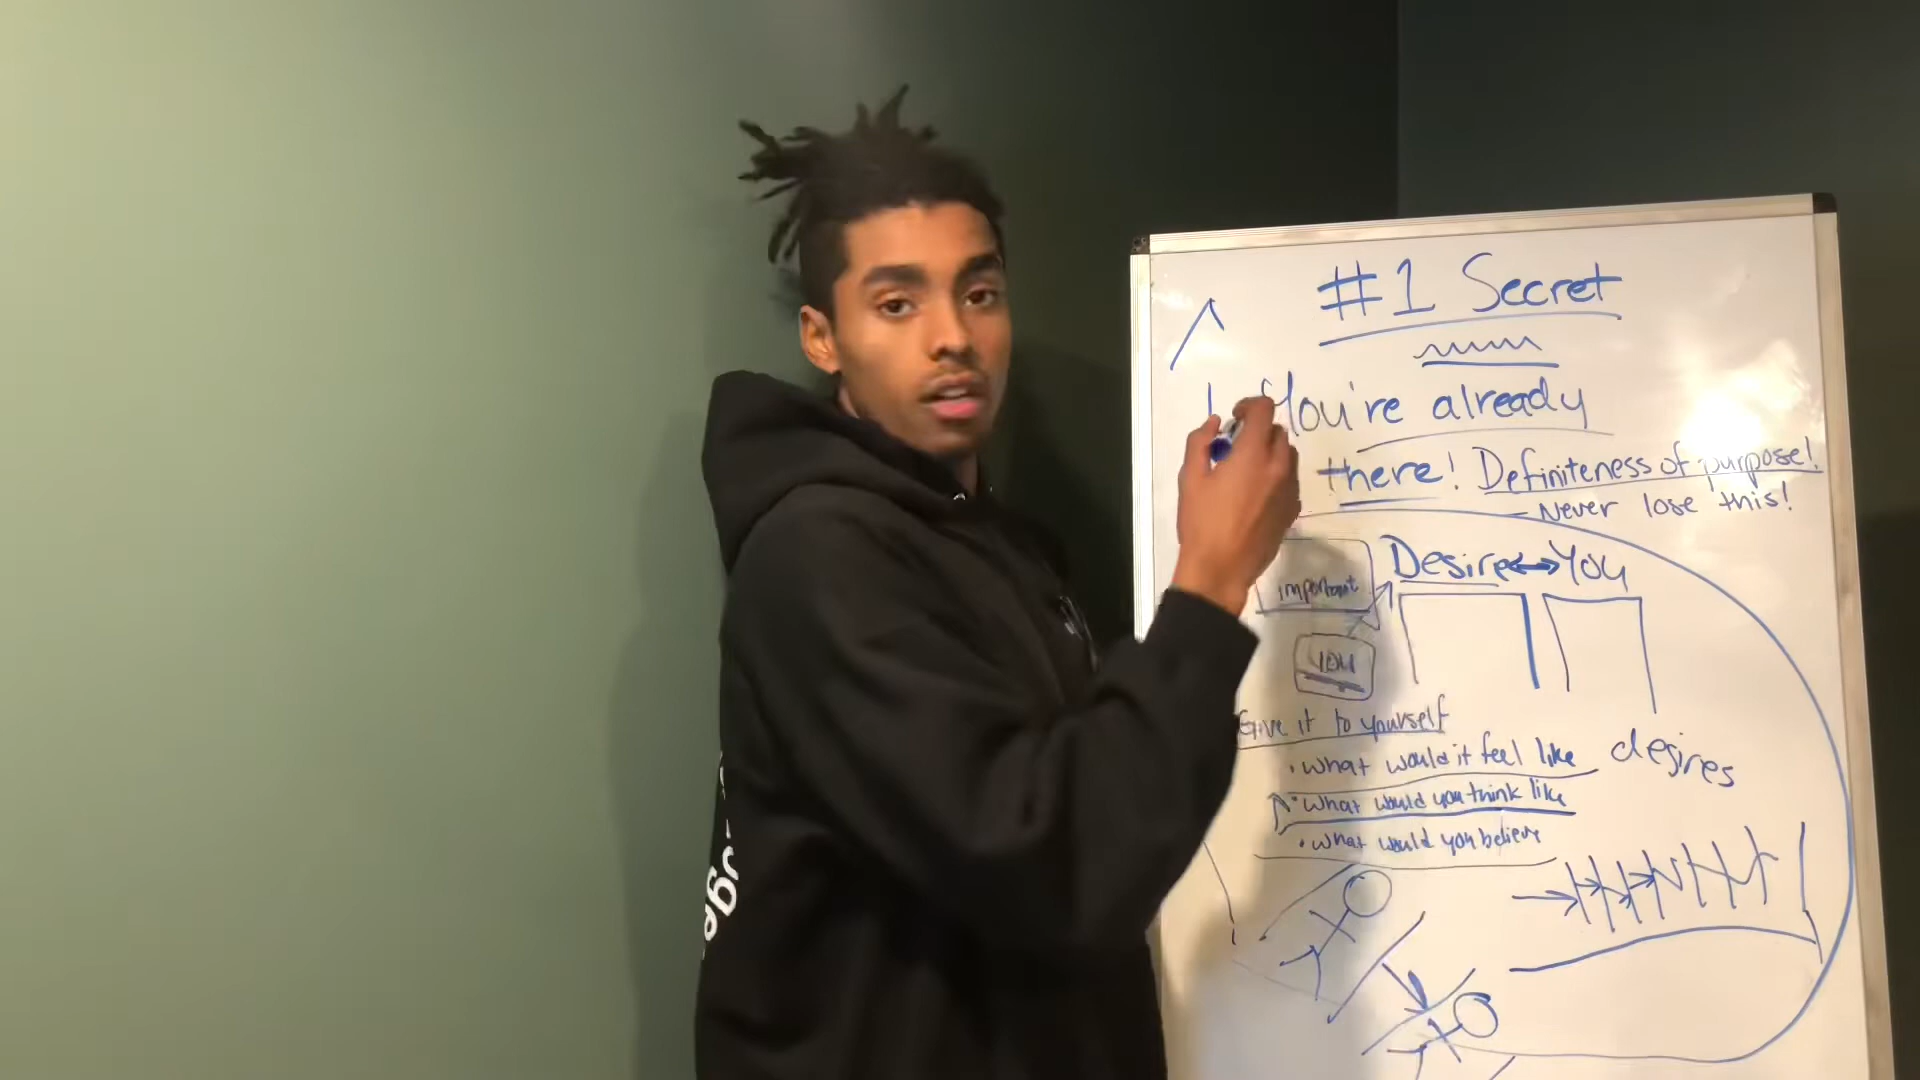 #1 Secret
You're already
there! Definiteness of purpose!
Never lose this!
Desire ↔ You
important
you
Give it to yourself
• what would it feel like
desires
• what would you think like
• what would you believe